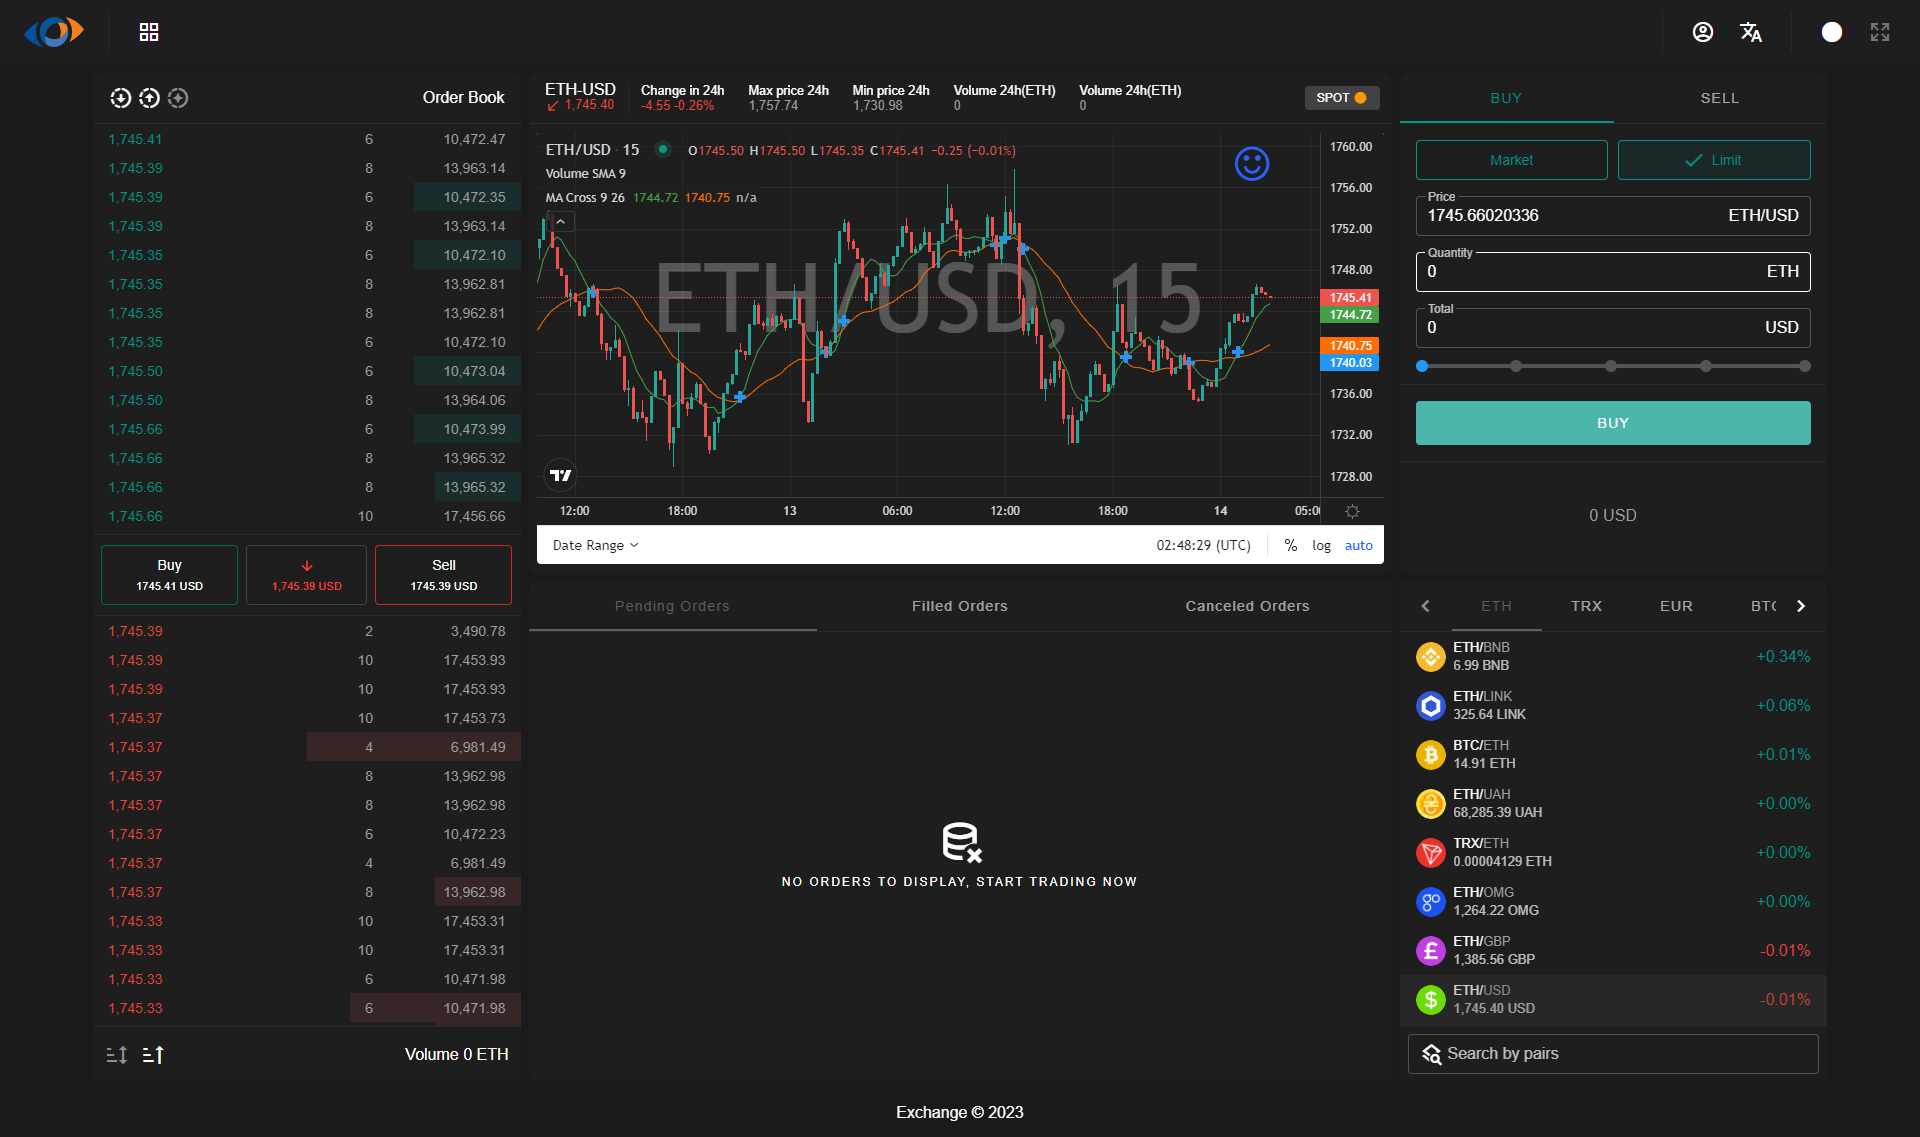 Order Book
1,745.41 6 10,472.47
1,745.39 8 13,963.14
1,745.39 6 10,472.35
1,745.39 8 13,963.14
1,745.35 6 10,472.10
1,745.35 8 13,962.81
1,745.35 8 13,962.81
1,745.35 6 10,472.10
1,745.50 6 10,473.04
1,745.50 8 13,964.06
1,745.66 6 10,473.99
1,745.66 8 13,965.32
1,745.66 8 13,965.32
1,745.66 10 17,456.66
Buy
1745.41 USD
1,745.39 USD
Sell
1745.39 USD
1,745.39 2 3,490.78
1,745.39 10 17,453.93
1,745.39 10 17,453.93
1,745.37 10 17,453.73
1,745.37 4 6,981.49
1,745.37 8 13,962.98
1,745.37 8 13,962.98
1,745.37 6 10,472.23
1,745.37 4 6,981.49
1,745.37 8 13,962.98
1,745.33 10 17,453.31
1,745.33 10 17,453.31
1,745.33 6 10,471.98
1,745.33 6 10,471.98
Volume 0 ETH
ETH-USD
1,745.40
Change in 24h
-4.55 -0.26%
Max price 24h
1,757.74
Min price 24h
1,730.98
Volume 24h(ETH)
0
Volume 24h(ETH)
0
SPOT
ETH/USD · 15 O1745.50 H1745.50 L1745.35 C1745.41 −0.25 (−0.01%)
Volume SMA 9
MA Cross 9 26 1744.72 1740.75 n/a
ETH/USD, 15
1760.00
1756.00
1752.00
1748.00
1745.41
1744.72
1740.75
1740.03
1736.00
1732.00
1728.00
12:00 18:00 13 06:00 12:00 18:00 14 05:00
Date Range 02:48:29 (UTC) % log auto
Pending Orders Filled Orders Canceled Orders
NO ORDERS TO DISPLAY, START TRADING NOW
BUY SELL
Market Limit
Price
1745.66020336 ETH/USD
Quantity
0 ETH
Total
0 USD
BUY
0 USD
ETH TRX EUR BTC
ETH/BNB
6.99 BNB
+0.34%
ETH/LINK
325.64 LINK
+0.06%
BTC/ETH
14.91 ETH
+0.01%
ETH/UAH
68,285.39 UAH
+0.00%
TRX/ETH
0.00004129 ETH
+0.00%
ETH/OMG
1,264.22 OMG
+0.00%
ETH/GBP
1,385.56 GBP
-0.01%
ETH/USD
1,745.40 USD
-0.01%
Search by pairs
Exchange © 2023